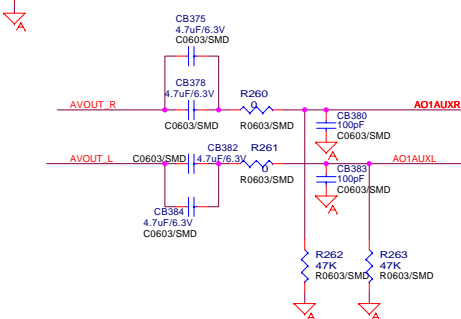 A
CB375
4.7uF/6.3V
C0603/SMD
CB378
4.7uF/6.3V
C0603/SMD
AVOUT_R
R260
0
R0603/SMD
AO1AUXR
CB380
100pF
C0603/SMD
A
AVOUT_L
C0603/SMD
CB382
4.7uF/6.3V
R261
0
R0603/SMD
AO1AUXL
CB383
100pF
C0603/SMD
A
CB384
4.7uF/6.3V
C0603/SMD
R262
47K
R0603/SMD
R263
47K
R0603/SMD
A
A